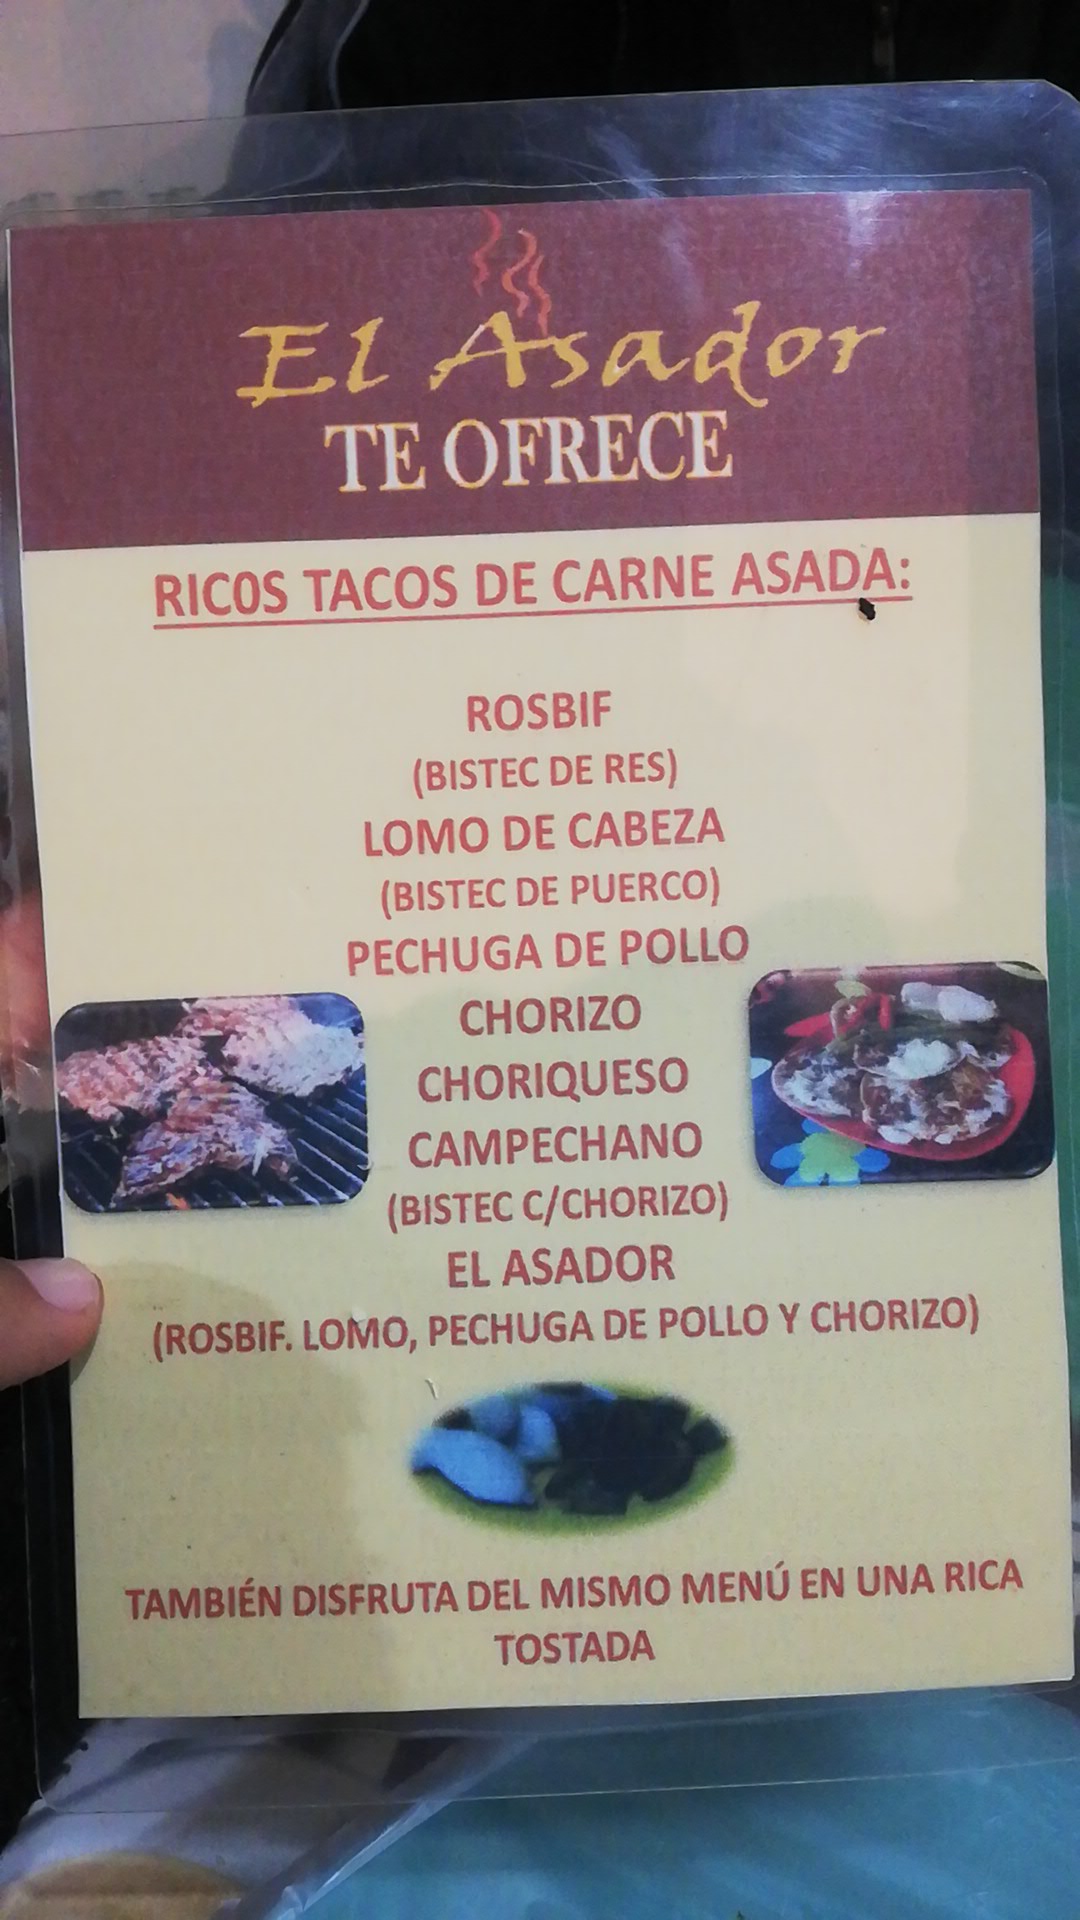 El Asador
TE OFRECE
RICOS TACOS DE CARNE ASADA:
ROSBIF
(BISTEC DE RES)
LOMO DE CABEZA
(BISTEC DE PUERCO)
PECHUGA DE POLLO
CHORIZO
CHORIQUESO
CAMPECHANO
(BISTEC C/CHORIZO)
EL ASADOR
(ROSBIF. LOMO, PECHUGA DE POLLO Y CHORIZO)
TAMBIÉN DISFRUTA DEL MISMO MENÚ EN UNA RICA
TOSTADA